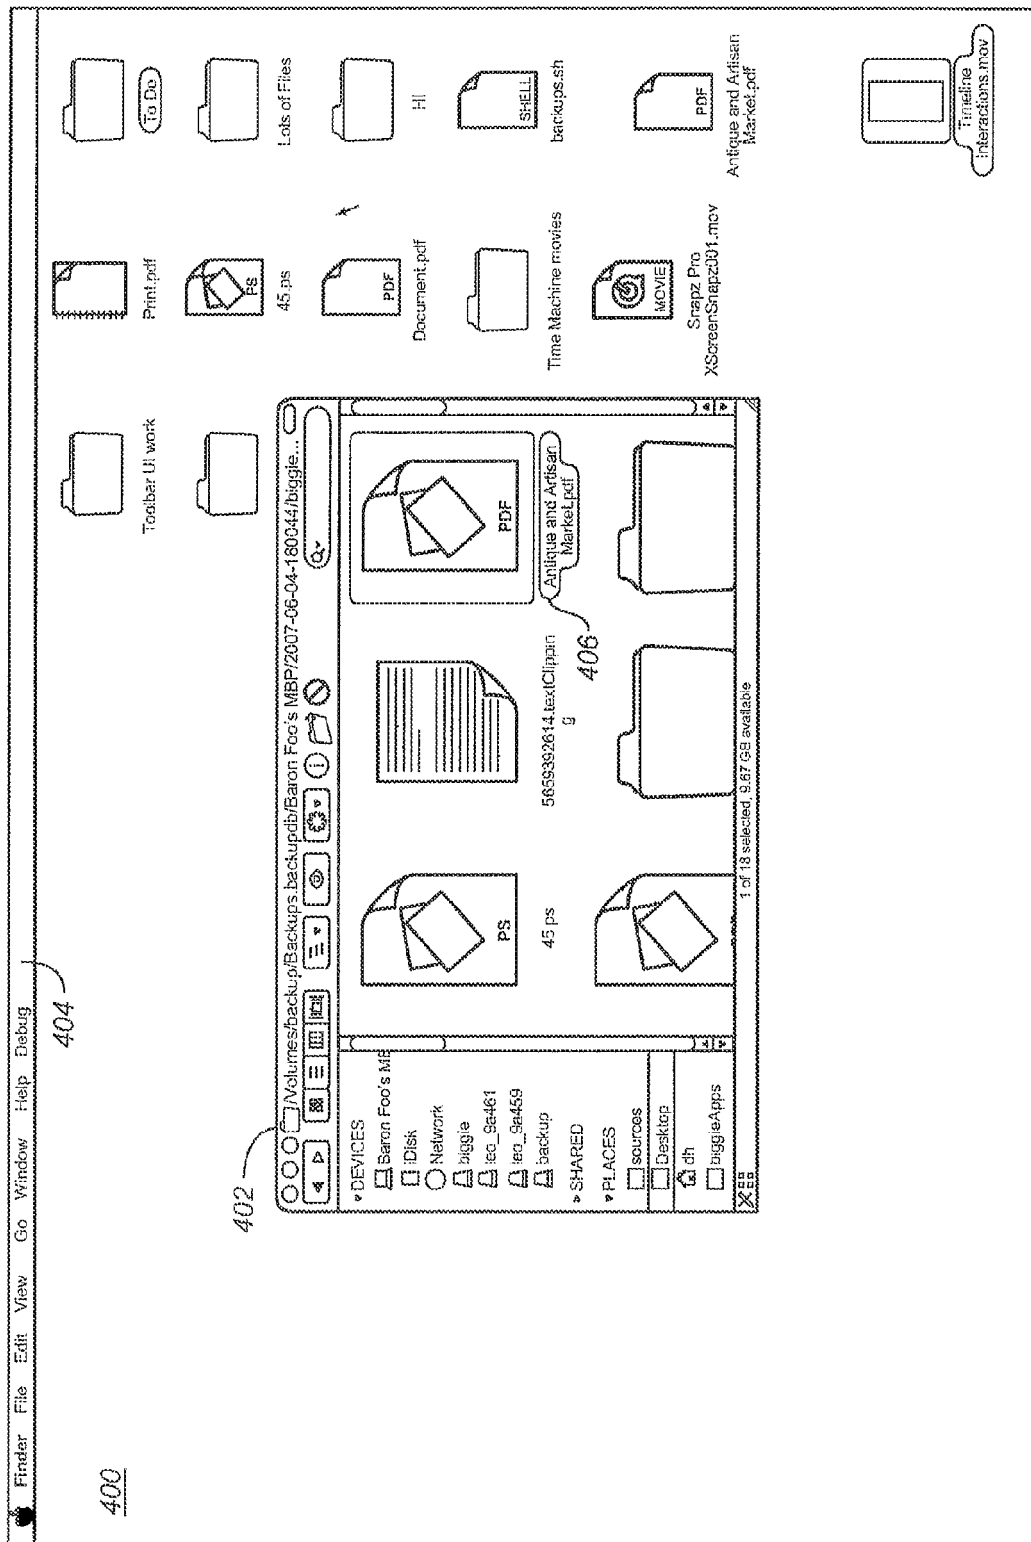 Finder File Edit View Go Window Help Debug
404
400
402
/Volumes/backup/Backups.backupdb/Baron Foo's MBP/2007-06-04-180044/biggie...
DEVICES
Baron Foo's MB
iDisk
Network
biggie
leo_9a461
leo_9a459
backup
SHARED
PLACES
sources
Desktop
dh
biggieApps
PS
45 ps
5659392614.textClippin
g
PDF
Antique and Artisan
Market.pdf
406
1 of 18 selected, 9.67 GB available
Toolbar UI work
Print.pdf
To Do
PS
45 ps
Lots of Files
PDF
Document.pdf
HI
Time Machine movies
SHELL
backups.sh
MOVIE
Snapz Pro
XScreenSnapz001.mov
PDF
Antique and Artisan
Market.pdf
Timeline
Interactions.mov